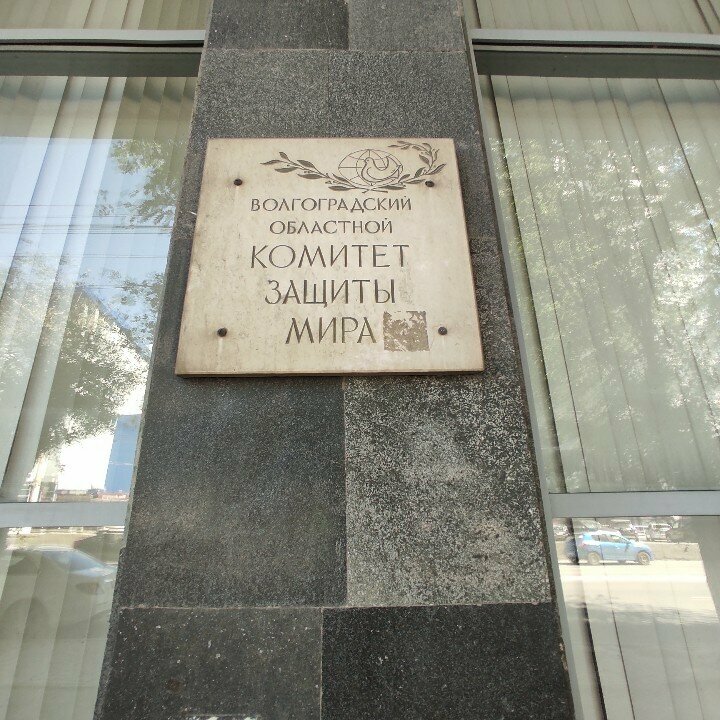 ВОЛГОГРАДСКИЙ
ОБЛАСТНОЙ
КОМИТЕТ
ЗАЩИТЫ
МИРА